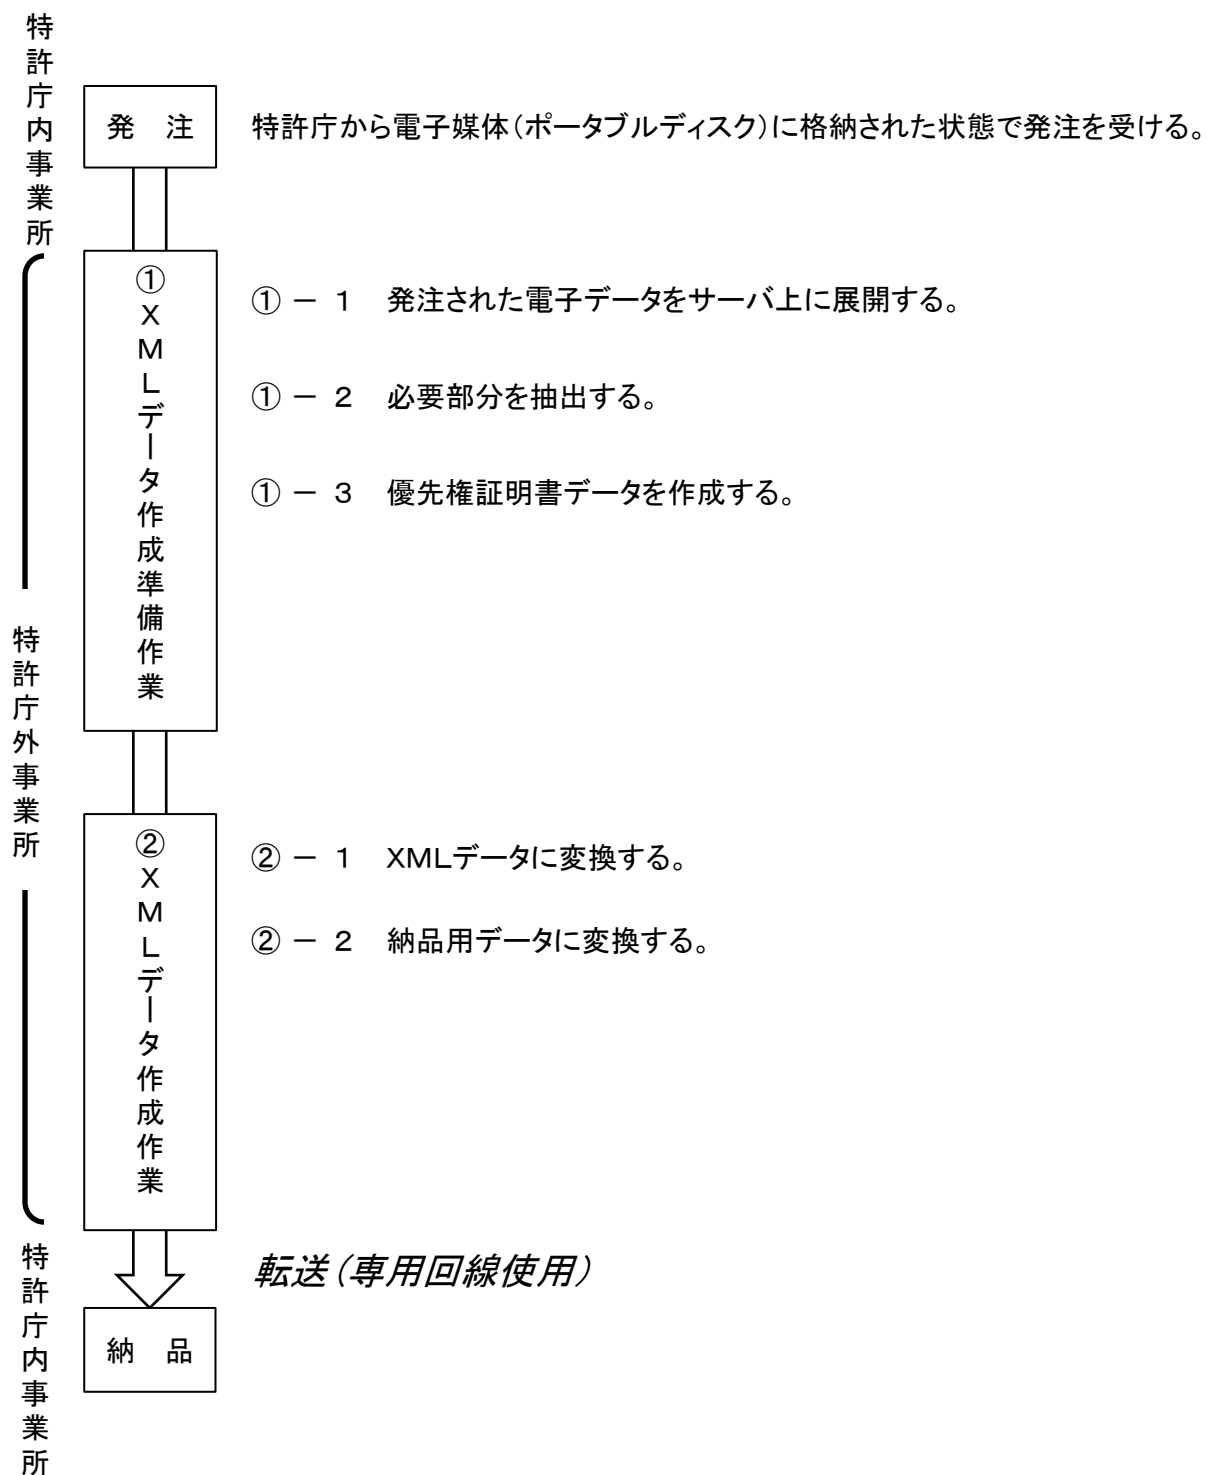 特許庁内事業所
発　注
特許庁から電子媒体（ポータブルディスク）に格納された状態で発注を受ける。
①XMLデータ作成準備作業
①－１　発注された電子データをサーバ上に展開する。
①－２　必要部分を抽出する。
①－３　優先権証明書データを作成する。
特許庁外事業所
②XMLデータ作成作業
②－１　XMLデータに変換する。
②－２　納品用データに変換する。
転送（専用回線使用）
特許庁内事業所
納　品